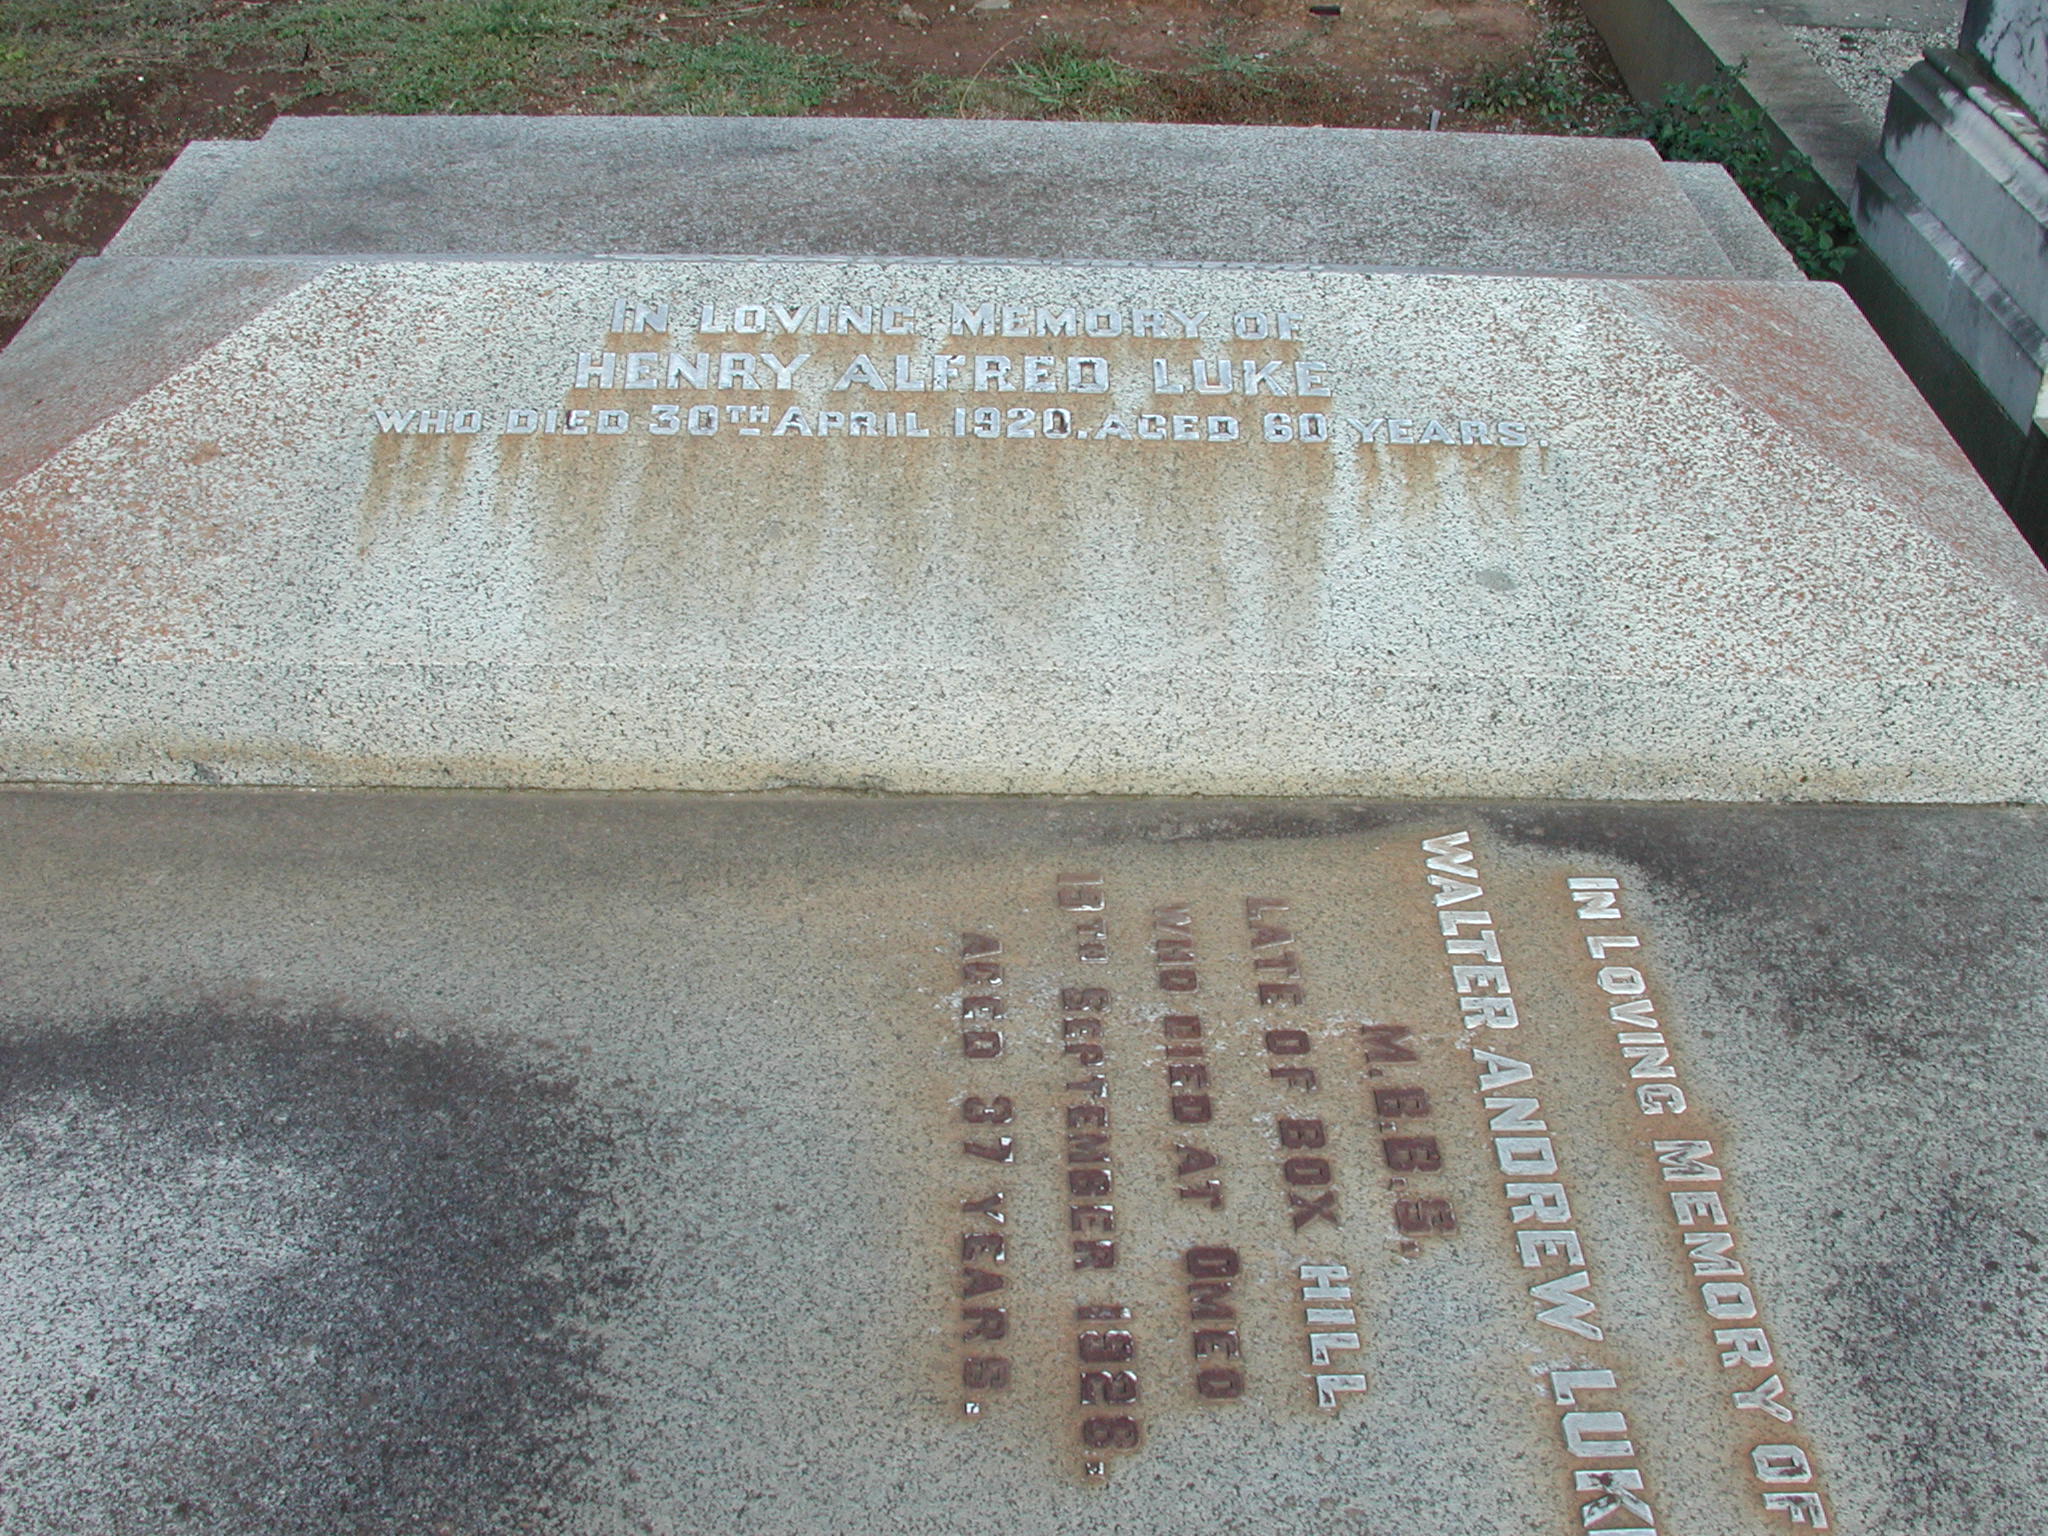 IN LOVING MEMORY OF
HENRY ALFRED LUKE
WHO DIED 30TH APRIL 1920. AGED 60 YEARS.
IN LOVING MEMORY OF
WALTER ANDREW LUKE
M.B.B.S.
LATE OF BOX HILL
WHO DIED AT OMEO
15TH SEPTEMBER 1928.
AGED 37 YEARS.